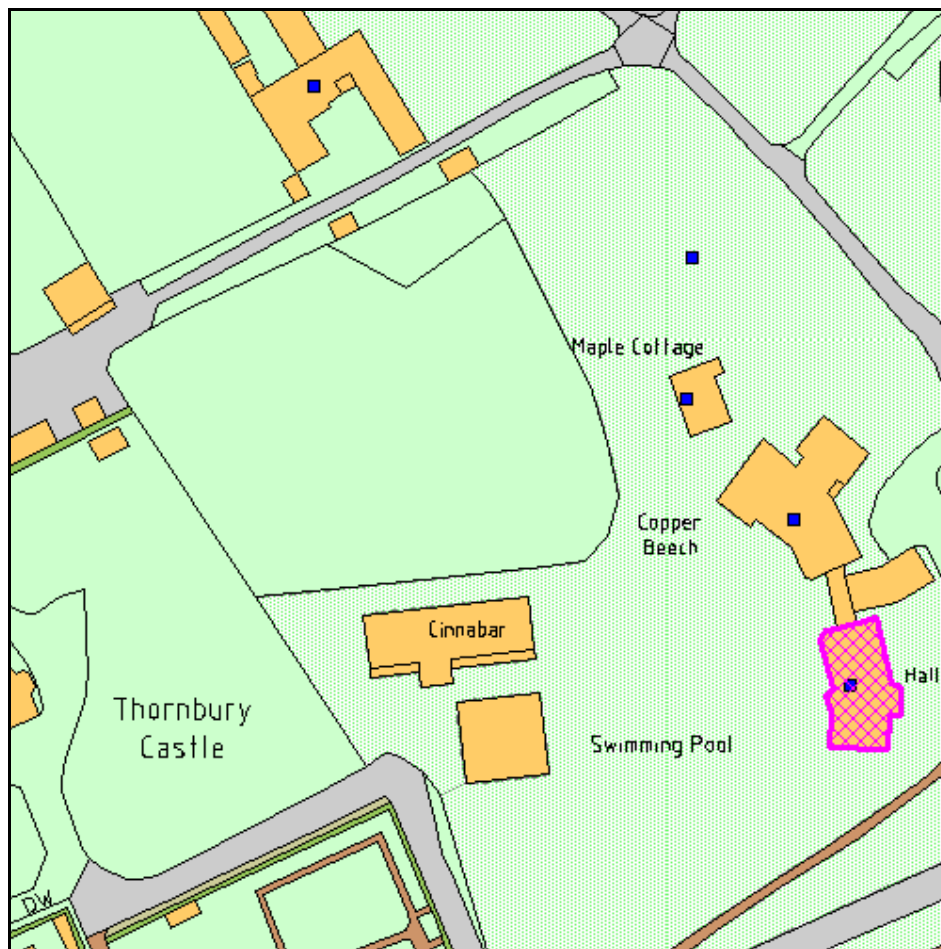 Maple Cottage
Copper
Beech
Cinnabar
Hall
Thornbury
Castle
Swimming Pool
DW